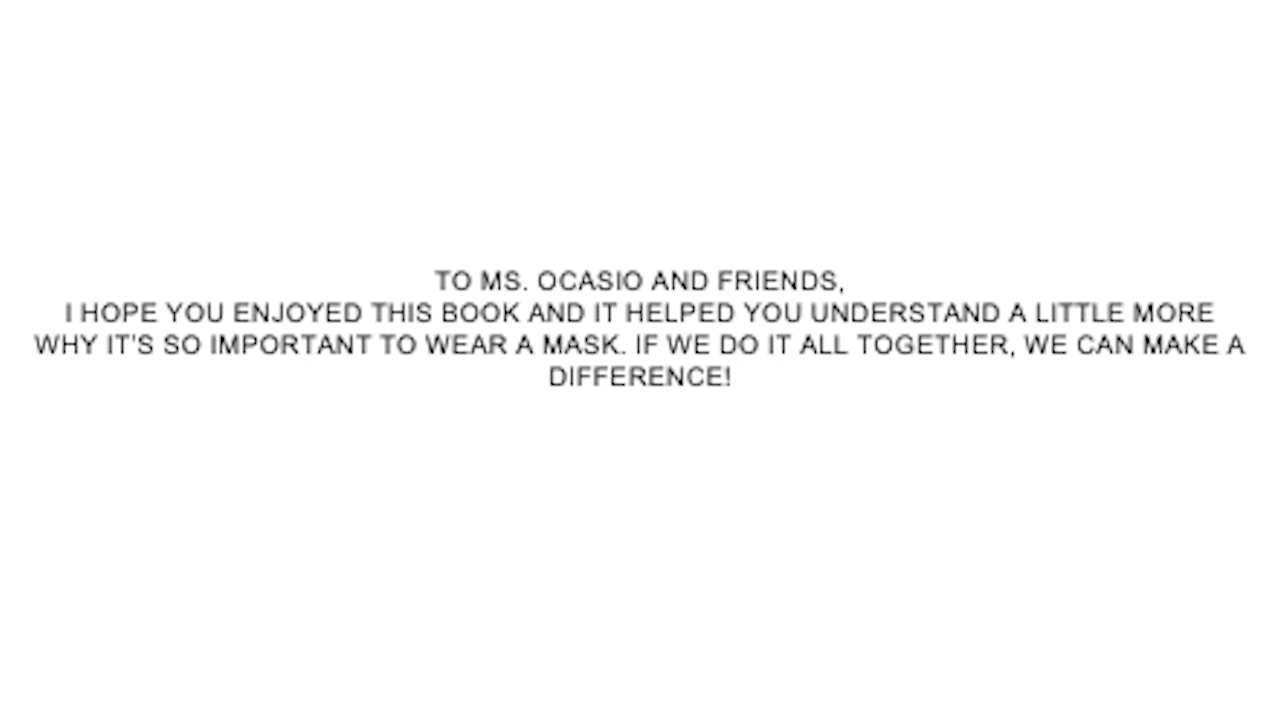 TO MS. OCASIO AND FRIENDS,
I HOPE YOU ENJOYED THIS BOOK AND IT HELPED YOU UNDERSTAND A LITTLE MORE
WHY IT'S SO IMPORTANT TO WEAR A MASK. IF WE DO IT ALL TOGETHER, WE CAN MAKE A
DIFFERENCE!